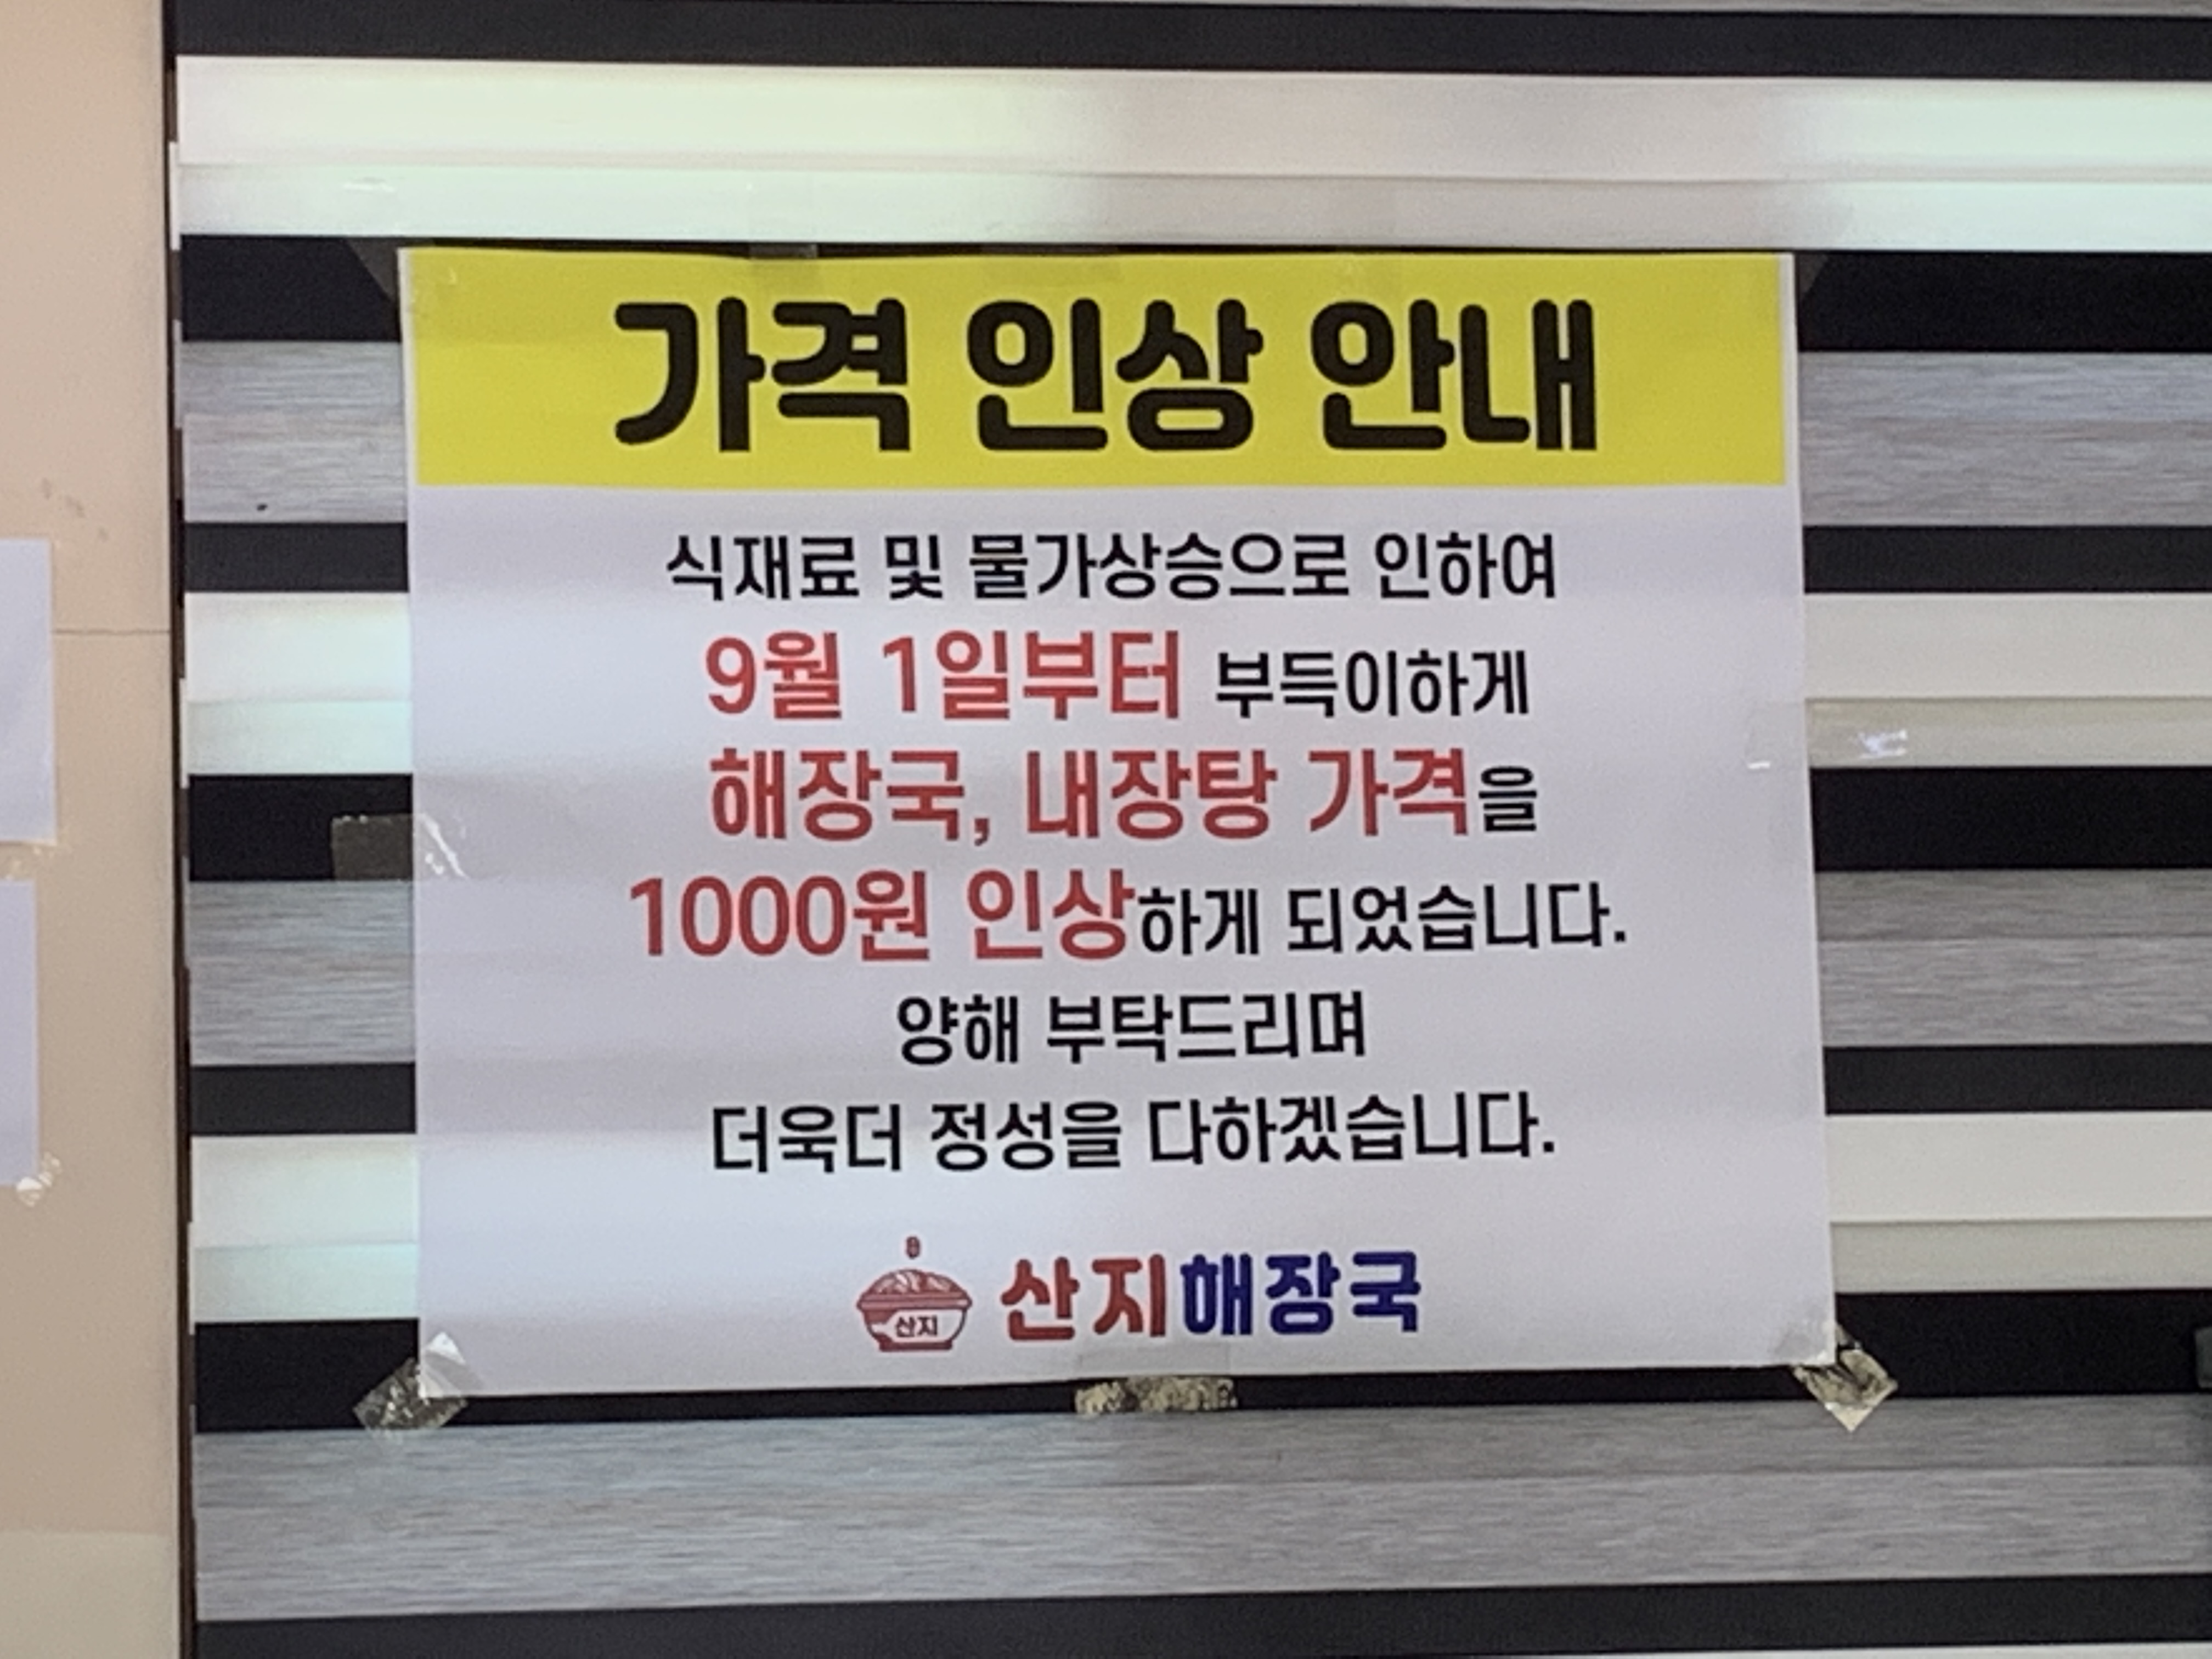 가격 인상 안내
식재료 및 물가상승으로 인하여
9월 1일부터 부득이하게
해장국, 내장탕 가격을
1000원 인상하게 되었습니다.
양해 부탁드리며
더욱더 정성을 다하겠습니다.
산지
산지해장국